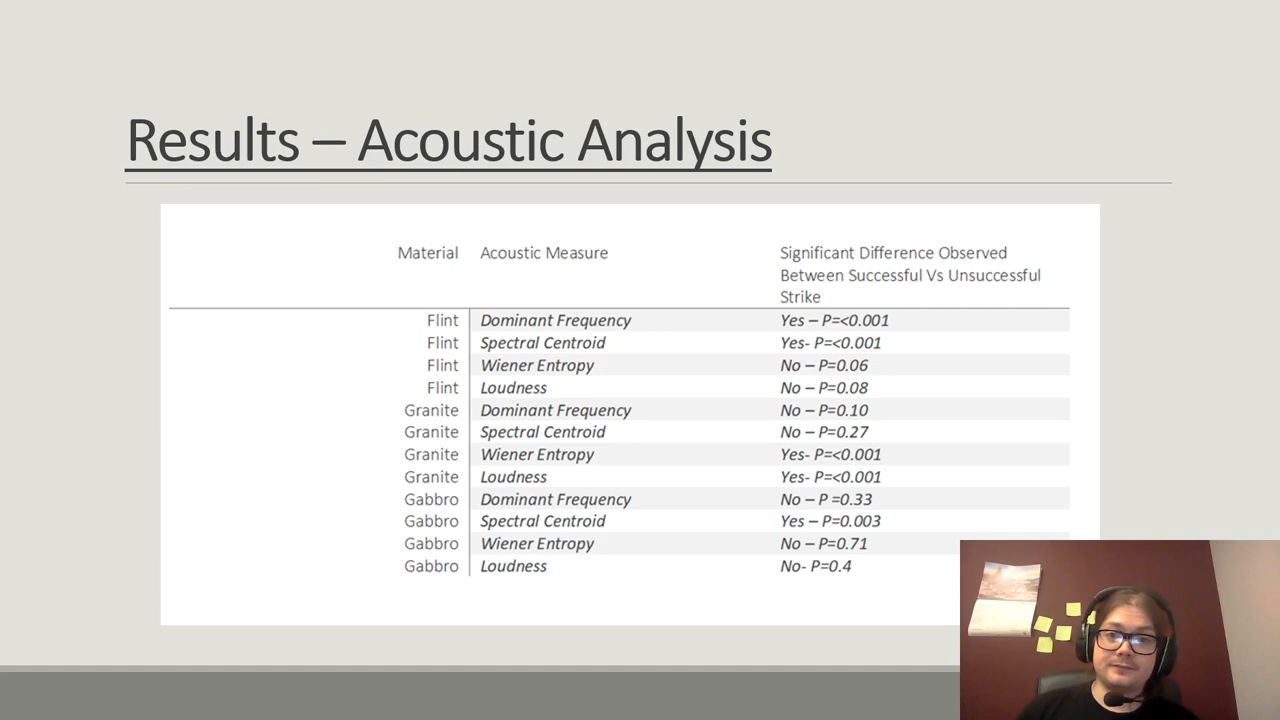 Results – Acoustic Analysis
Material Acoustic Measure Significant Difference Observed
Between Successful Vs Unsuccessful
Strike
Flint Dominant Frequency Yes – P=<0.001
Flint Spectral Centroid Yes- P=<0.001
Flint Wiener Entropy No – P=0.06
Flint Loudness No – P=0.08
Granite Dominant Frequency No – P=0.10
Granite Spectral Centroid No – P=0.27
Granite Wiener Entropy Yes- P=<0.001
Granite Loudness Yes- P=<0.001
Gabbro Dominant Frequency No – P =0.33
Gabbro Spectral Centroid Yes – P=0.003
Gabbro Wiener Entropy No – P=0.71
Gabbro Loudness No- P=0.4